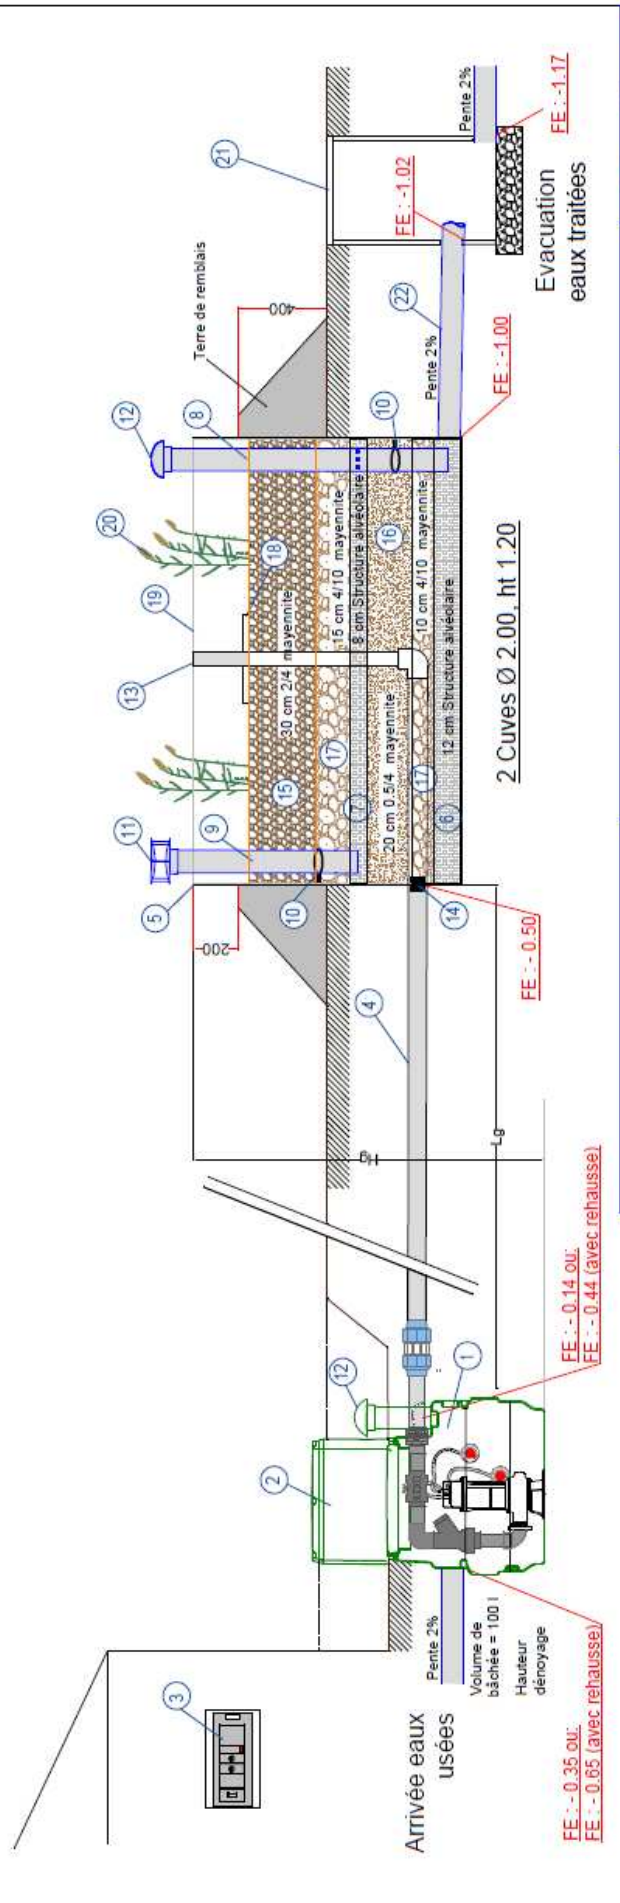 3
Arrivée eaux
usées
FE : - 0.35 ou:
FE : - 0.65 (avec rehausse)
Pente 2%
Volume de
bâchée = 100 l
Hauteur
dénoyage
2
12
1
FE : - 0.14 ou:
FE : - 0.44 (avec rehausse)
Hg
Lg
4
5
200
11
9
10
14
FE : - 0.50
13
19
20
12
8
15
30 cm 2/4 mayennite
18
17
15 cm 4/10 mayennite
7
8 cm Structure alvéolaire
20 cm 0.5/4 mayennite
16
10
17
10 cm 4/10 mayennite
6
12 cm Structure alvéolaire
2 Cuves Ø 2.00, ht 1.20
Terre de remblais
400
Pente 2%
22
FE : -1.00
21
FE : -1.02
Pente 2%
FE : -1.17
Evacuation
eaux traitées